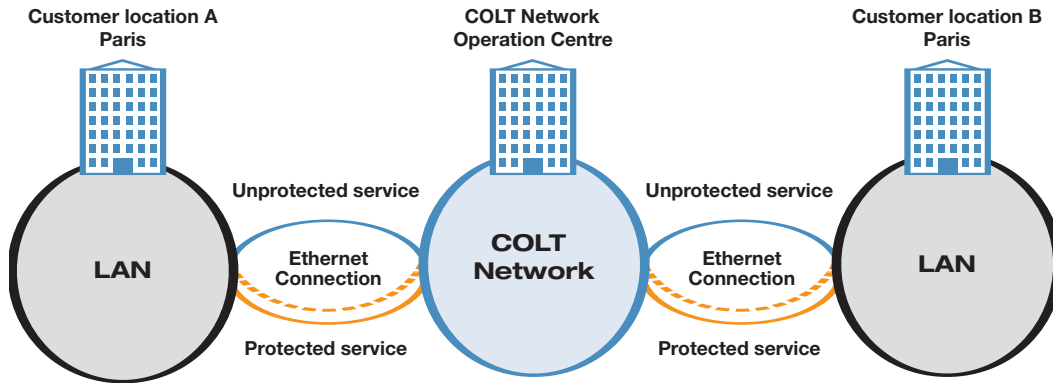 Customer location A
Paris
COLT Network
Operation Centre
Customer location B
Paris
Unprotected service
Unprotected service
LAN
Ethernet
Connection
COLT
Network
Ethernet
Connection
LAN
Protected service
Protected service